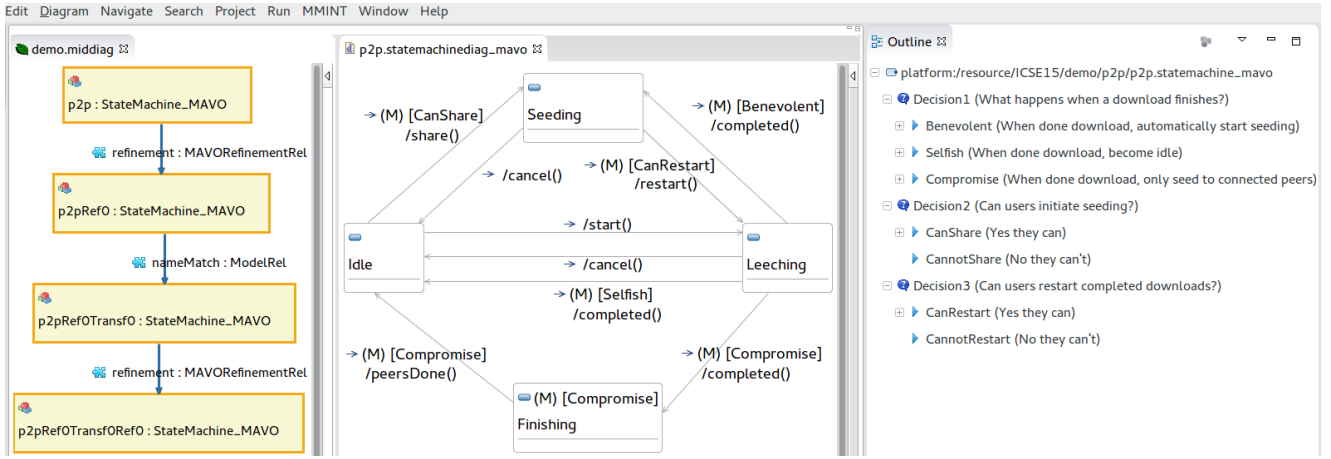 Edit Diagram Navigate Search Project Run MMINT Window Help
demo.middiag
p2p : StateMachine_MAVO
refinement : MAVORefinementRel
p2pRef0 : StateMachine_MAVO
nameMatch : ModelRel
p2pRef0Transf0 : StateMachine_MAVO
refinement : MAVORefinementRel
p2pRef0Transf0Ref0 : StateMachine_MAVO
p2p.statemachinediag_mavo
(M) [CanShare]
/share()
Seeding
(M) [Benevolent]
/completed()
/cancel()
(M) [CanRestart]
/restart()
/start()
Idle
/cancel()
Leeching
(M) [Selfish]
/completed()
(M) [Compromise]
/peersDone()
(M) [Compromise]
/completed()
(M) [Compromise]
Finishing
Outline
platform:/resource/ICSE15/demo/p2p/p2p.statemachine_mavo
Decision1 (What happens when a download finishes?)
Benevolent (When done download, automatically start seeding)
Selfish (When done download, become idle)
Compromise (When done download, only seed to connected peers)
Decision2 (Can users initiate seeding?)
CanShare (Yes they can)
CannotShare (No they can't)
Decision3 (Can users restart completed downloads?)
CanRestart (Yes they can)
CannotRestart (No they can't)